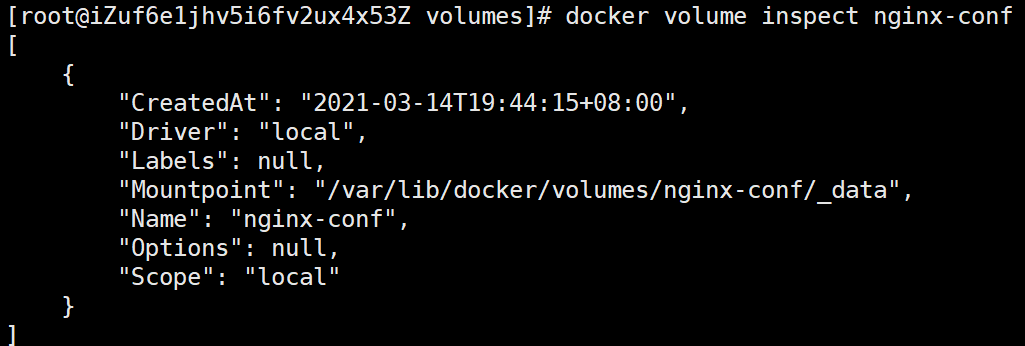 [root@iZuf6e1jhv5i6fv2ux4x53Z volumes]# docker volume inspect nginx-conf
[
    {
        "CreatedAt": "2021-03-14T19:44:15+08:00",
        "Driver": "local",
        "Labels": null,
        "Mountpoint": "/var/lib/docker/volumes/nginx-conf/_data",
        "Name": "nginx-conf",
        "Options": null,
        "Scope": "local"
    }
]